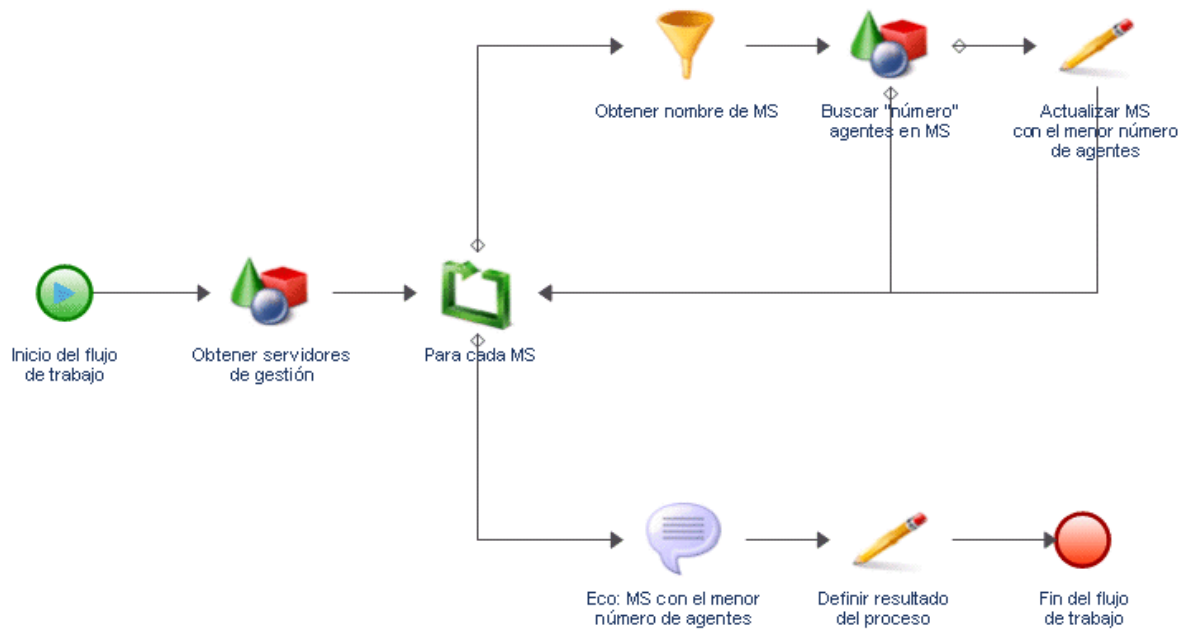 Obtener nombre de MS
Buscar "número"
agentes en MS
Actualizar MS
con el menor número
de agentes
Inicio del flujo
de trabajo
Obtener servidores
de gestión
Para cada MS
Eco: MS con el menor
número de agentes
Definir resultado
del proceso
Fin del flujo
de trabajo